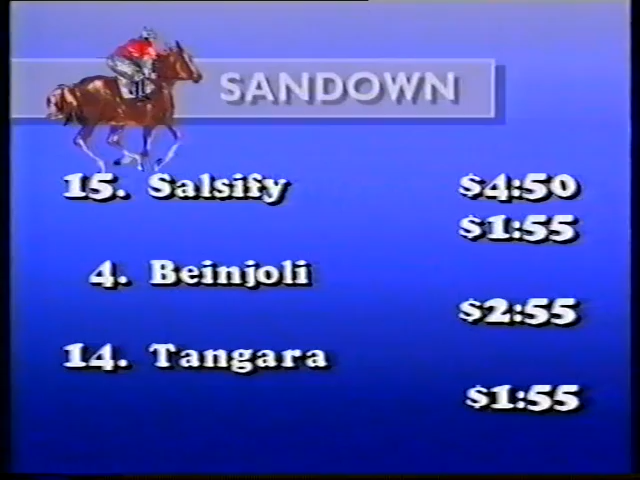 SANDOWN
15. Salsify $4:50
$1:55
4. Beinjoli
$2:55
14. Tangara
$1:55